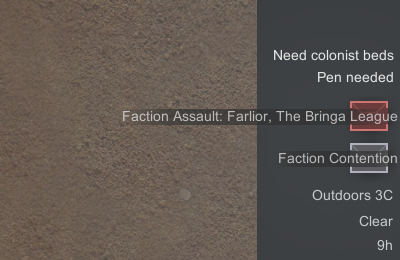 Need colonist beds
Pen needed
Faction Assault: Farlior, The Bringa League
Faction Contention
Outdoors 3C
Clear
9h